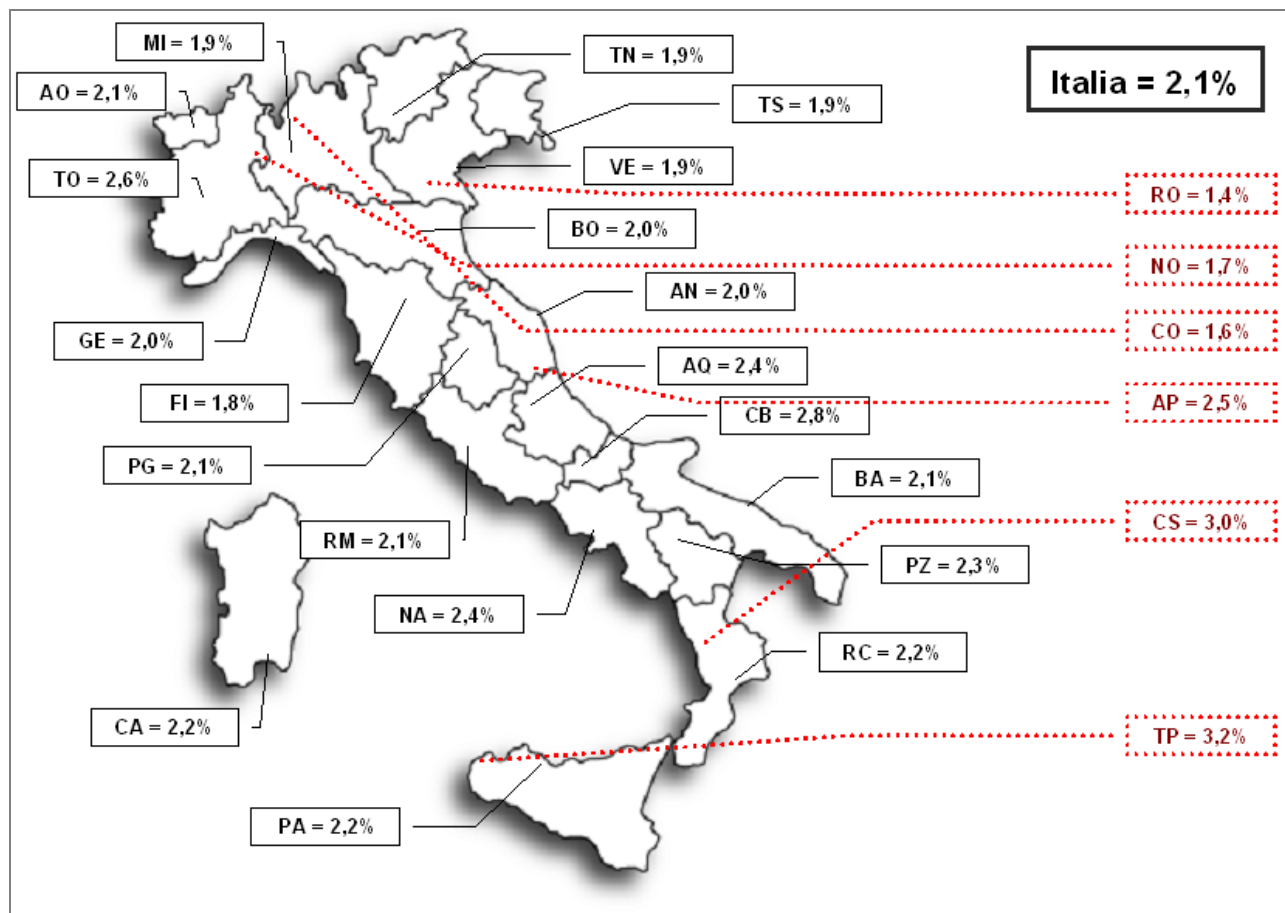 MI = 1,9%
TN = 1,9%
Italia = 2,1%
AO = 2,1%
TS = 1,9%
TO = 2,6%
VE = 1,9%
RO = 1,4%
BO = 2,0%
NO = 1,7%
AN = 2,0%
GE = 2,0%
CO = 1,6%
AQ = 2,4%
FI = 1,8%
AP = 2,5%
CB = 2,8%
PG = 2,1%
BA = 2,1%
CS = 3,0%
RM = 2,1%
PZ = 2,3%
NA = 2,4%
RC = 2,2%
CA = 2,2%
TP = 3,2%
PA = 2,2%